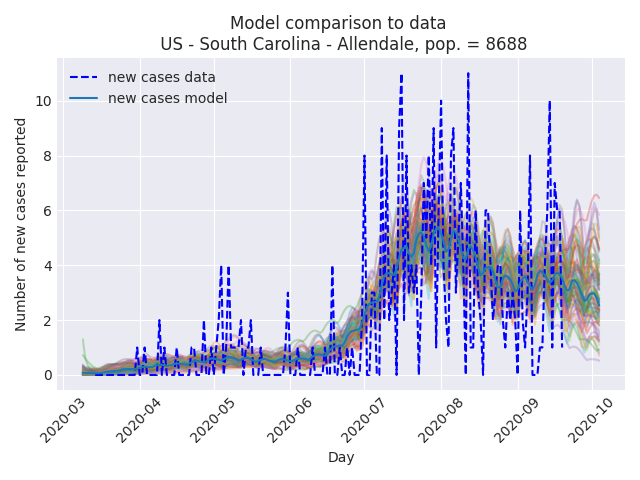 Model comparison to data
US - South Carolina - Allendale, pop. = 8688
new cases data
new cases model
Number of new cases reported
10
8
6
4
2
0
2020-03
2020-04
2020-05
2020-06
2020-07
2020-08
2020-09
2020-10
Day